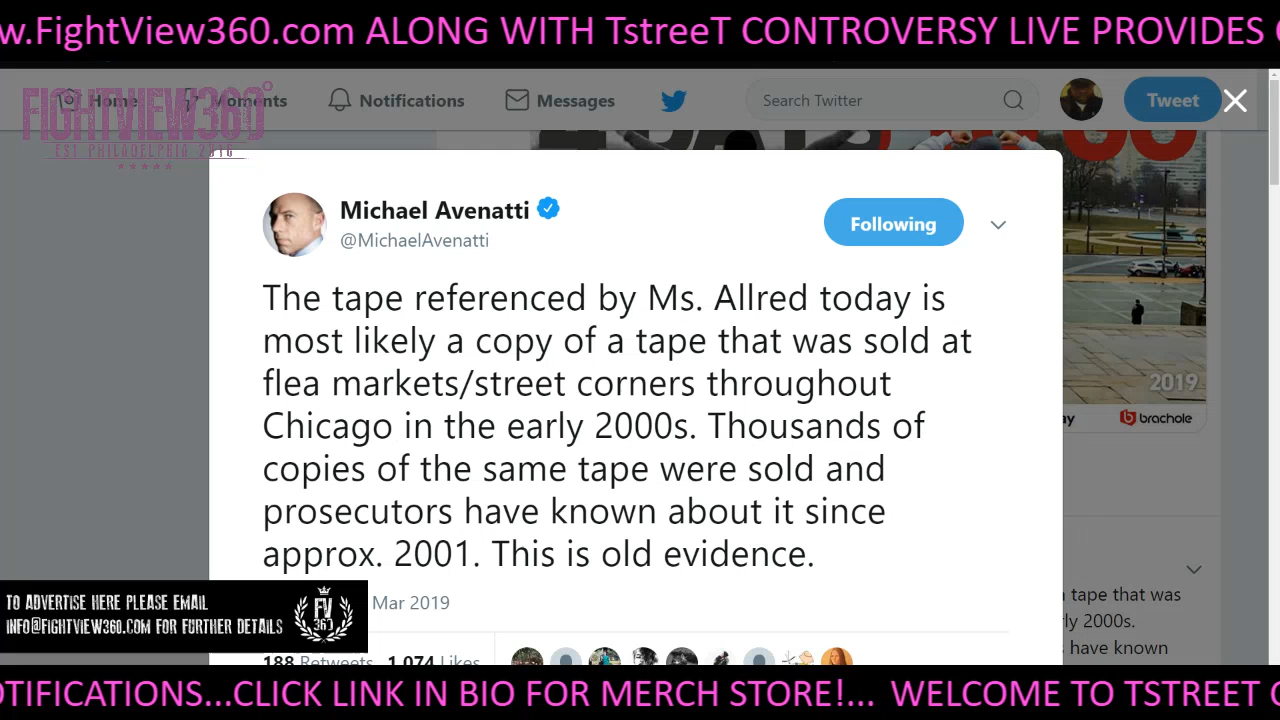 w.FightView360.com ALONG WITH TstreeT CONTROVERSY LIVE PROVIDES
FIGHTVIEW360
EST PHILADELPHIA 2016
Home
Moments
Notifications
Messages
Search Twitter
Tweet
Michael Avenatti
@MichaelAvenatti
Following
The tape referenced by Ms. Allred today is
most likely a copy of a tape that was sold at
flea markets/street corners throughout
Chicago in the early 2000s. Thousands of
copies of the same tape were sold and
prosecutors have known about it since
approx. 2001. This is old evidence.
Mar 2019
188 Retweets 1,074 Likes
2019
ay
brachole
tape that was
rly 2000s.
have known
TO ADVERTISE HERE PLEASE EMAIL
INFO@FIGHTVIEW360.COM FOR FURTHER DETAILS
FV
360
OTIFICATIONS...CLICK LINK IN BIO FOR MERCH STORE!... WELCOME TO TSTREET